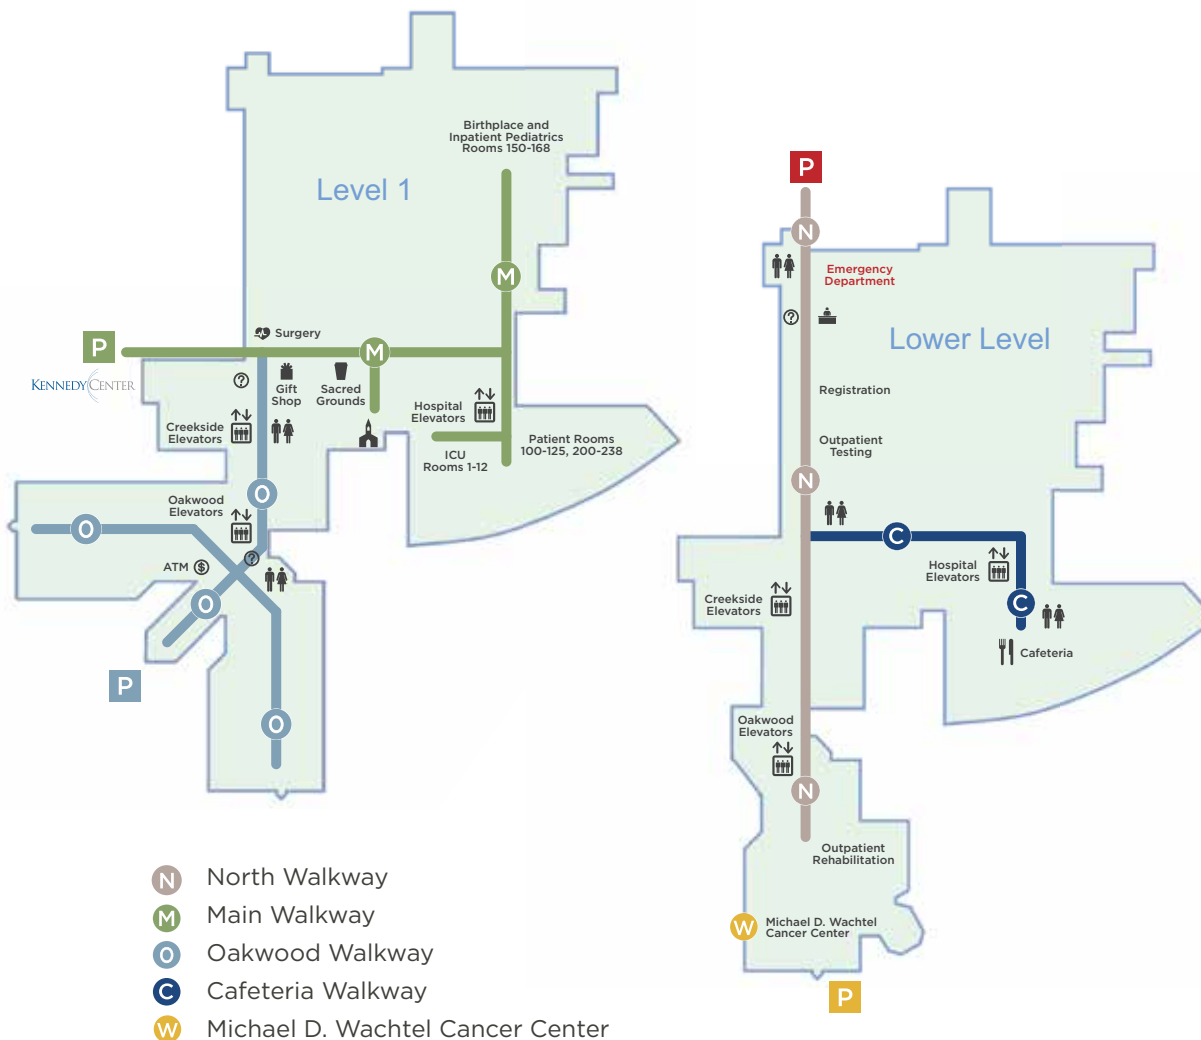 Birthplace and
Inpatient Pediatrics
Rooms 150-168
Level 1
M
Surgery
P
KENNEDY CENTER
M
?
Gift
Shop
Sacred
Grounds
Hospital
Elevators
Creekside
Elevators
ICU
Rooms 1-12
Patient Rooms
100-125, 200-238
O
Oakwood
Elevators
O
?
ATM
$
O
P
O
P
N
Emergency
Department
?
Lower Level
Registration
Outpatient
Testing
N
C
Hospital
Elevators
Creekside
Elevators
C
Cafeteria
Oakwood
Elevators
N
Outpatient
Rehabilitation
W
Michael D. Wachtel
Cancer Center
P
N North Walkway
M Main Walkway
O Oakwood Walkway
C Cafeteria Walkway
W Michael D. Wachtel Cancer Center